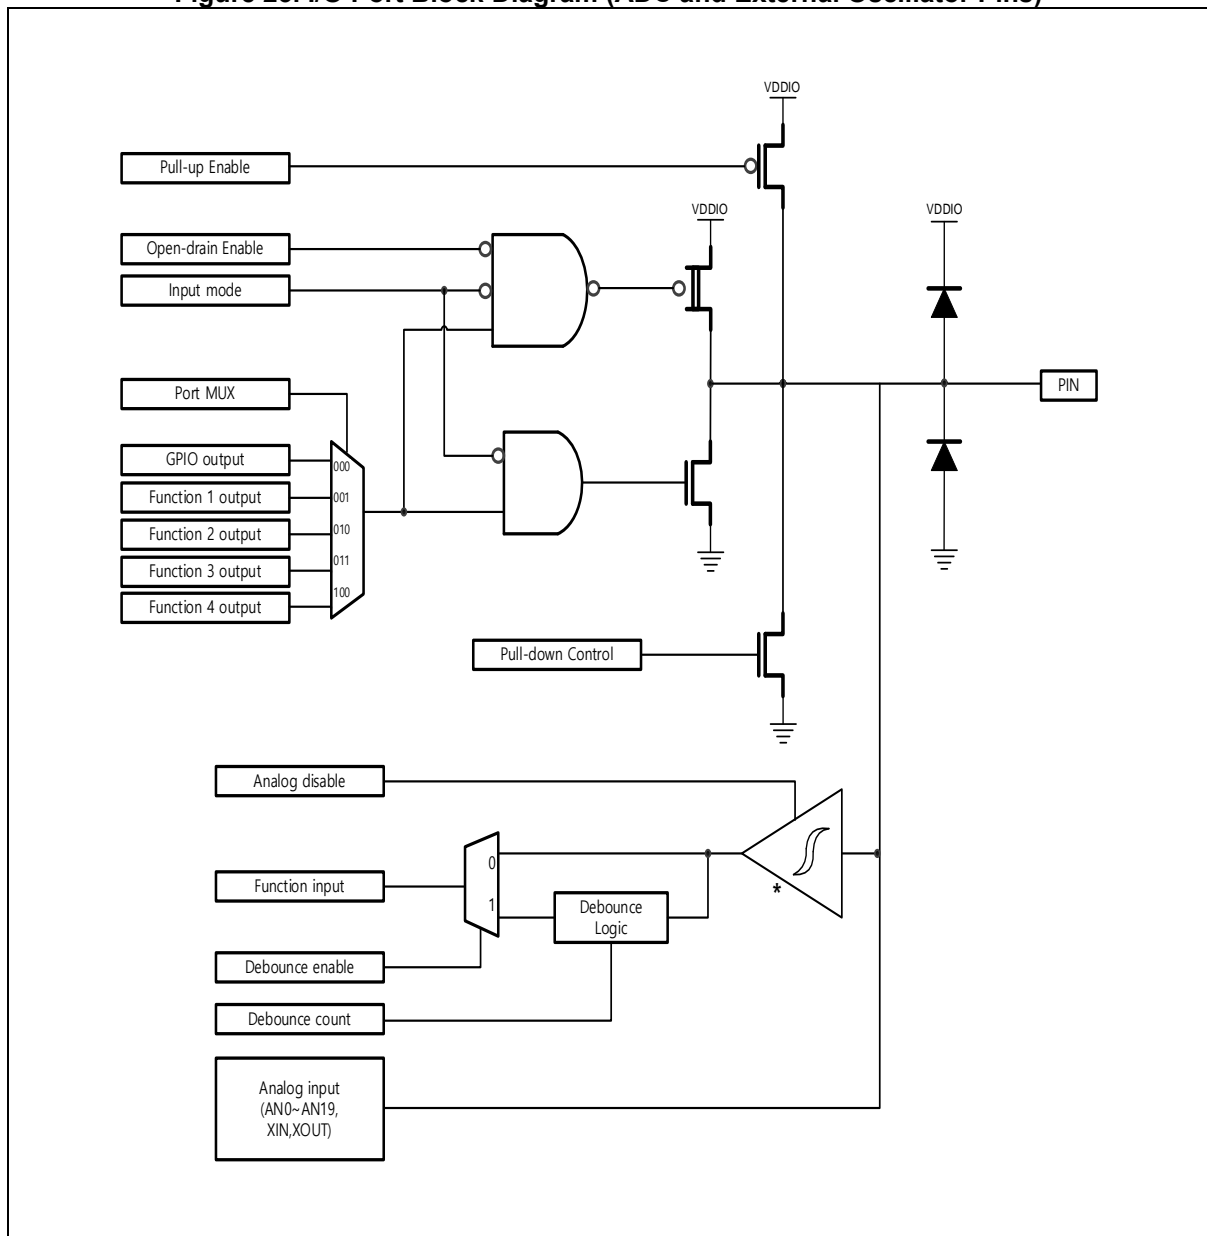 VDDIO
Pull-up Enable
VDDIO
VDDIO
Open-drain Enable
Input mode
Port MUX
PIN
GPIO output
000
Function 1 output
001
Function 2 output
010
Function 3 output
011
Function 4 output
100
Pull-down Control
Analog disable
0
Function input
*
1
Debounce
Logic
Debounce enable
Debounce count
Analog input
(AN0~AN19,
XIN,XOUT)